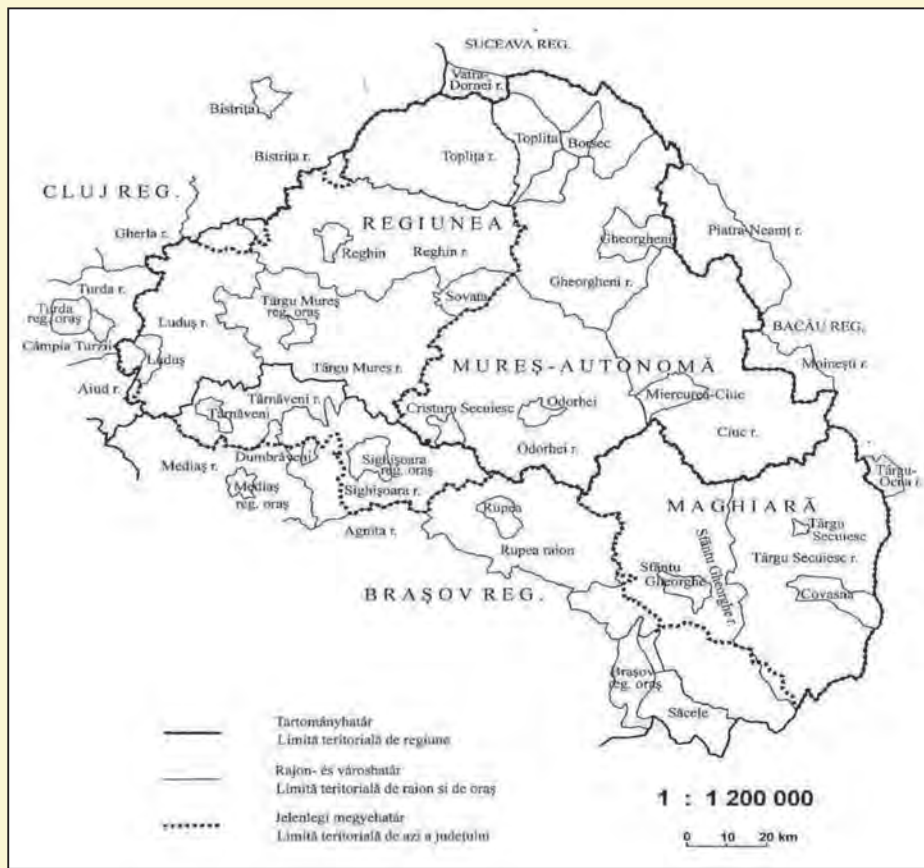 SUCEAVA REG.
Vatra-
Dornei r.
Bistrița
Toplița
Borsec
Bistrița r.
Toplița r.
CLUJ REG.
REGIUNEA
Gherla r.
Reghin
Reghin r.
Gheorgheni
Piatra-Neamț r.
Gheorgheni r.
Turda r.
Turda
reg. oraș
Luduș r.
Târgu Mureș
reg. oraș
Sovata
BACĂU REG.
Câmpia Turzii
Luduș
Moinești r.
MUREȘ-AUTONOMĂ
Aiud r.
Târgu Mureș r.
Miercurea-Ciuc
Târnăveni r.
Târnăveni
Cristuru Secuiesc
Odorhei
Ciuc r.
Odorhei r.
Mediaș r.
Dumbrăveni
Sighișoara
reg. oraș
Târgu-
Ocna r.
Mediaș
reg. oraș
Sighișoara r.
MAGHIARĂ
Agnita r.
Rupea
Târgu
Secuiesc
Rupea raion
Sfântu Gheorghe r.
Târgu Secuiesc r.
Sfântu
Gheorghe
Covasna
BRAȘOV REG.
Brașov
reg. oraș
Săcele
Tartományhatár
Limită teritorială de regiune
Rajon- és városhatár
Limită teritorială de raion si de oraș
Jelenlegi megyehatár
Limită teritorială de azi a județului
1 : 1 200 000
0 10 20 km